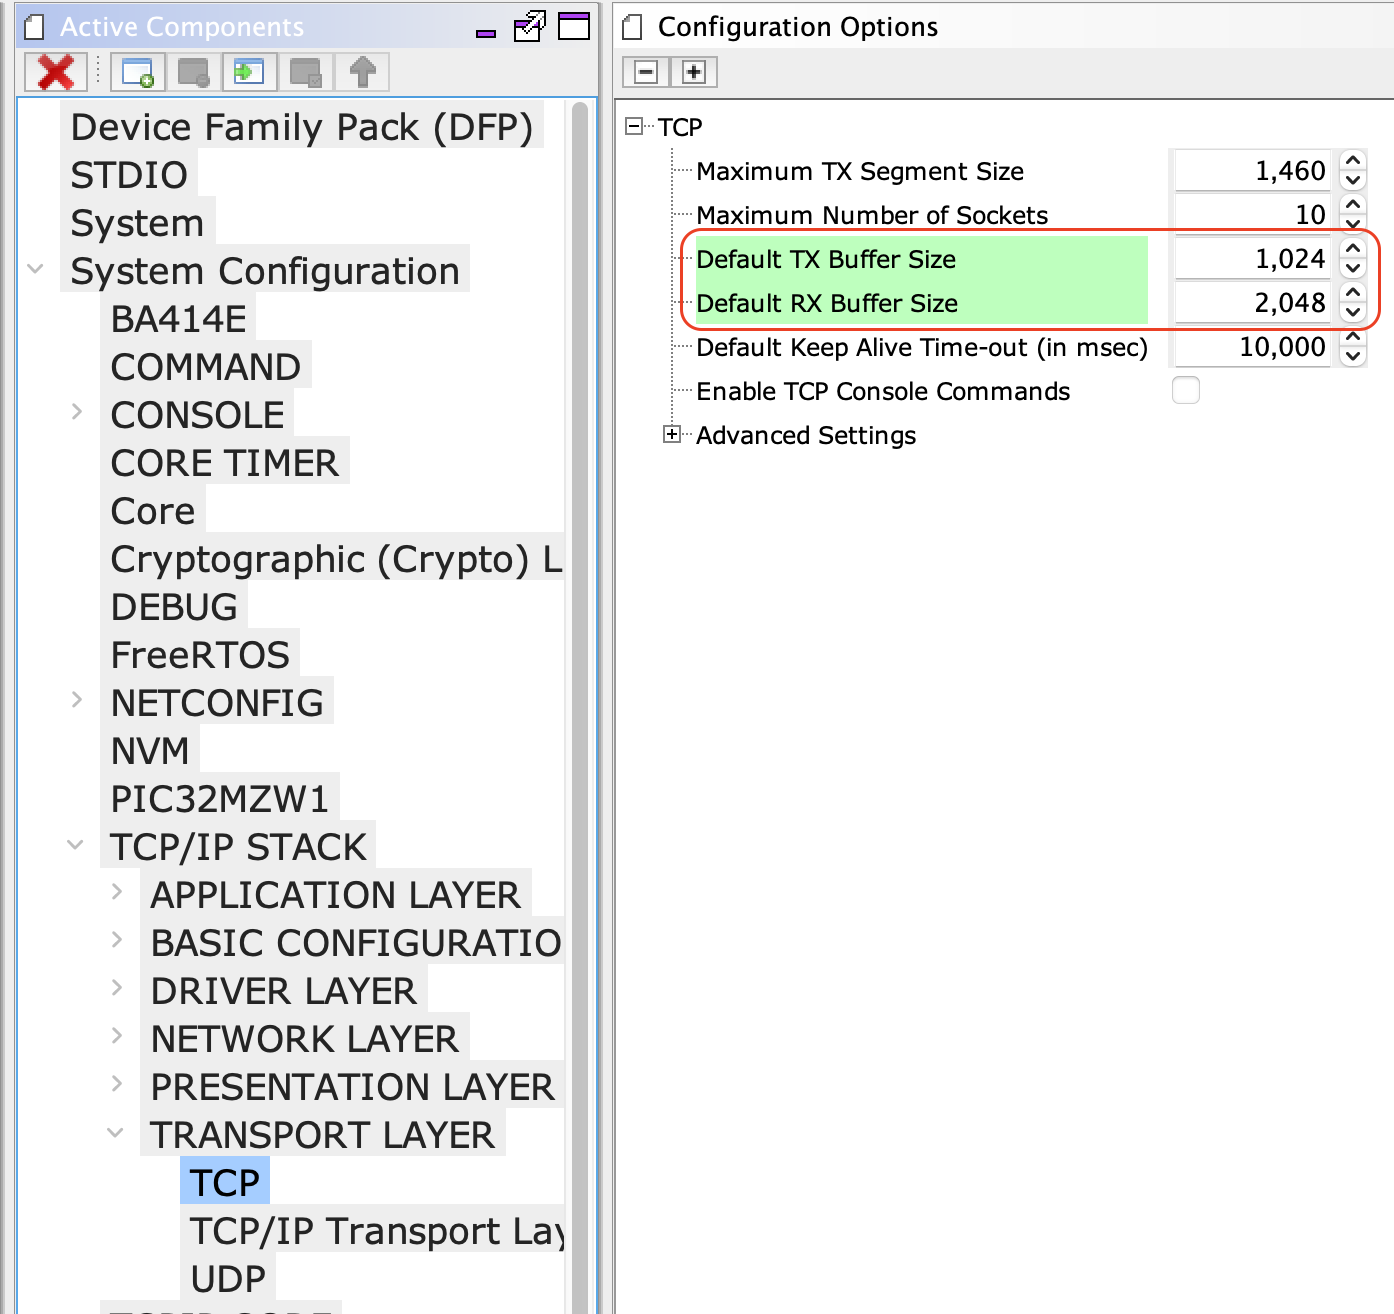 Active Components
Device Family Pack (DFP)
STDIO
System
System Configuration
BA414E
COMMAND
CONSOLE
CORE TIMER
Core
Cryptographic (Crypto) L
DEBUG
FreeRTOS
NETCONFIG
NVM
PIC32MZW1
TCP/IP STACK
APPLICATION LAYER
BASIC CONFIGURATIO
DRIVER LAYER
NETWORK LAYER
PRESENTATION LAYER
TRANSPORT LAYER
TCP
TCP/IP Transport Lay
UDP
Configuration Options
TCP
Maximum TX Segment Size 1,460
Maximum Number of Sockets 10
Default TX Buffer Size 1,024
Default RX Buffer Size 2,048
Default Keep Alive Time-out (in msec) 10,000
Enable TCP Console Commands
Advanced Settings